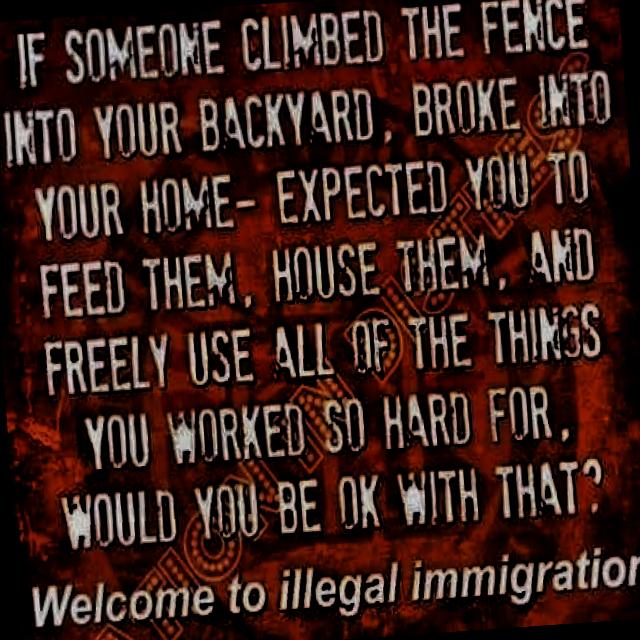 IF SOMEONE CLIMBED THE FENCE
INTO YOUR BACKYARD, BROKE INTO
YOUR HOME- EXPECTED YOU TO
FEED THEM, HOUSE THEM, AND
FREELY USE ALL OF THE THINGS
YOU WORKED SO HARD FOR,
WOULD YOU BE OK WITH THAT?
Welcome to illegal immigration